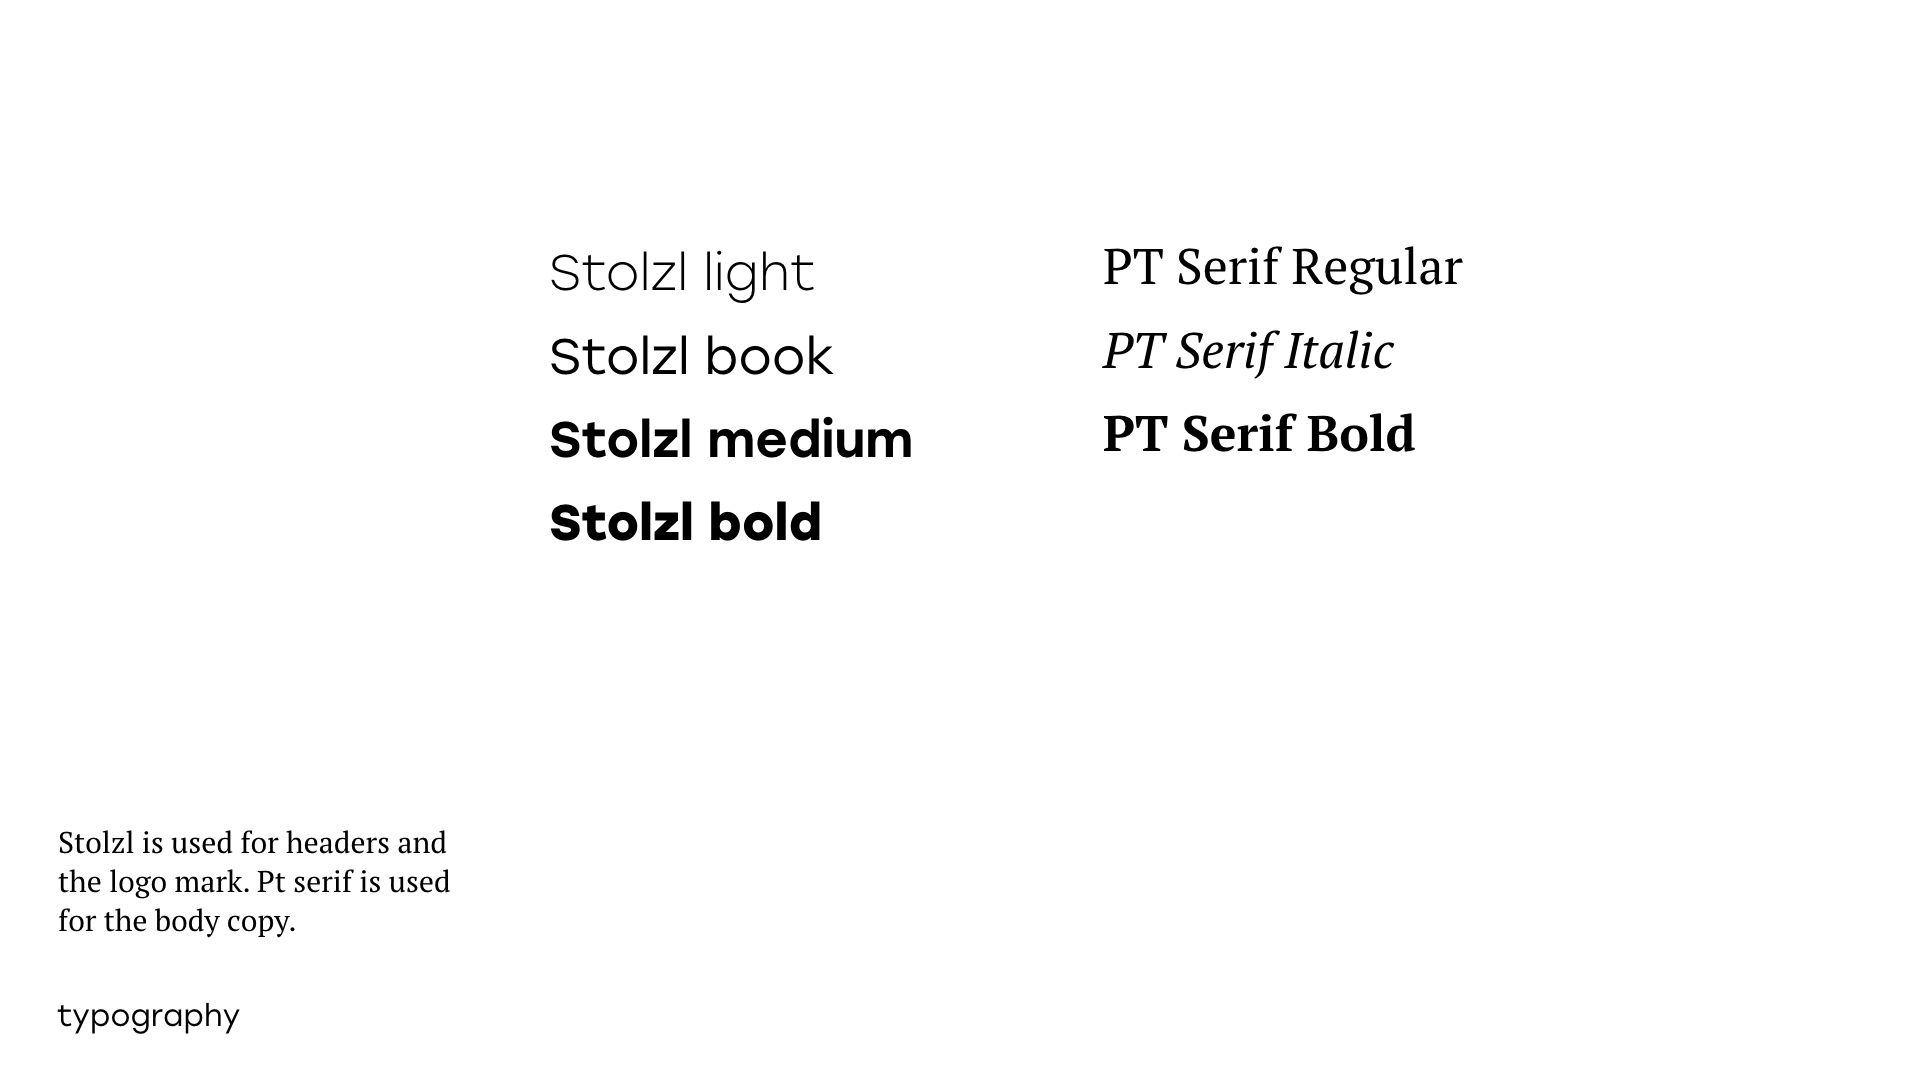 Stolzl light
Stolzl book
Stolzl medium
Stolzl bold
PT Serif Regular
PT Serif Italic
PT Serif Bold
Stolzl is used for headers and
the logo mark. Pt serif is used
for the body copy.
typography